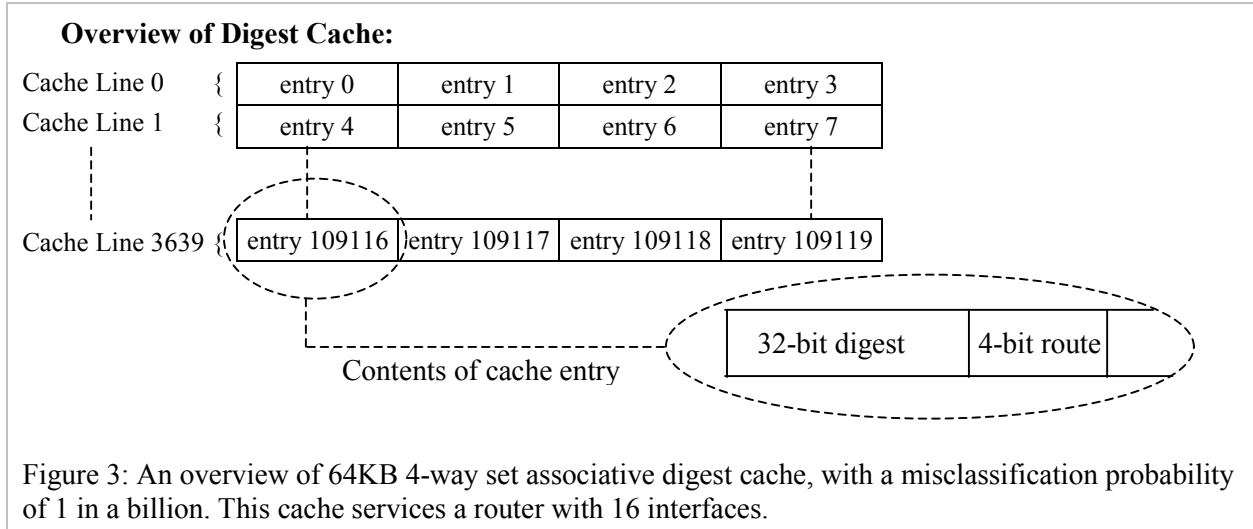 Overview of Digest Cache:
Cache Line 0 { entry 0 entry 1 entry 2 entry 3
Cache Line 1 { entry 4 entry 5 entry 6 entry 7
Cache Line 3639 { entry 109116 entry 109117 entry 109118 entry 109119
32-bit digest 4-bit route
Contents of cache entry
Figure 3: An overview of 64KB 4-way set associative digest cache, with a misclassification probability
of 1 in a billion. This cache services a router with 16 interfaces.